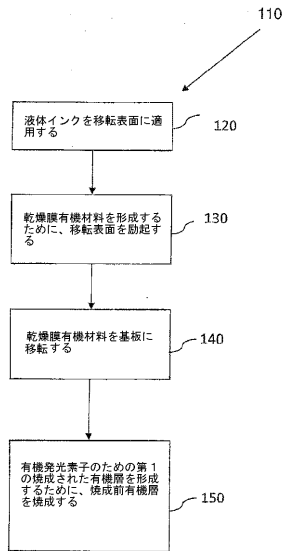 110
液体インクを移転表面に適
用する
120
乾燥膜有機材料を形成する
ために、移転表面を励起す
る
130
乾燥膜有機材料を基板に
移転する
140
有機発光素子のための第1
の焼成された有機層を形成
するために、焼成前有機層
を焼成する
150